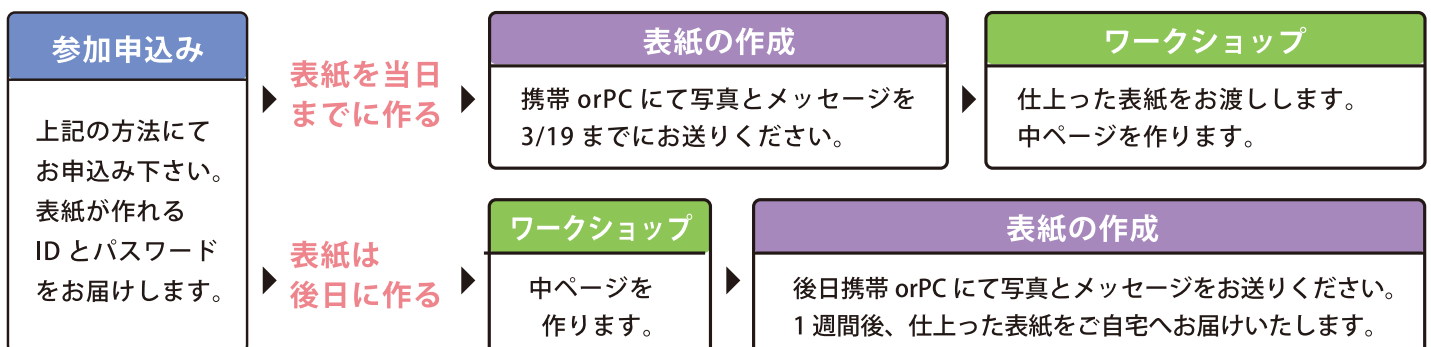 参加申込み
上記の方法にて
お申込み下さい。
表紙が作れる
ID とパスワード
をお届けします。
表紙を当日
までに作る
表紙の作成
携帯 orPC にて写真とメッセージを
3/19 までにお送りください。
ワークショップ
仕上った表紙をお渡しします。
中ページを作ります。
表紙は
後日に作る
ワークショップ
中ページを
作ります。
表紙の作成
後日携帯 orPC にて写真とメッセージをお送りください。
1 週間後、仕上った表紙をご自宅へお届けいたします。